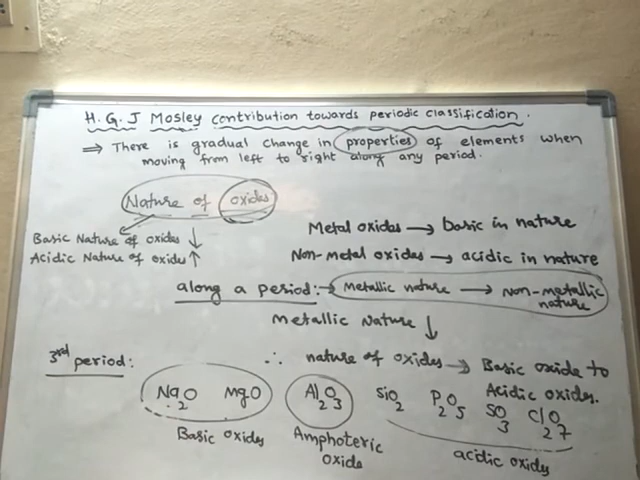 H.G.J Mosley contribution towards periodic classification.
⇒ There is gradual change in properties of elements when
moving from left to right along any period.
Nature of oxides
Basic Nature of oxides ↓
Acidic Nature of oxides ↑
Metal oxides → basic in nature
Non-metal oxides → acidic in nature
along a period:→ Metallic nature → Non-metallic
nature
Metallic Nature ↓
3rd period:
∴ nature of oxides → Basic oxide to
Acidic oxides.
Na2O MgO Al2O3 SiO2 P2O5 SO3 Cl2O7
Basic oxides Amphoteric
oxide
acidic oxides